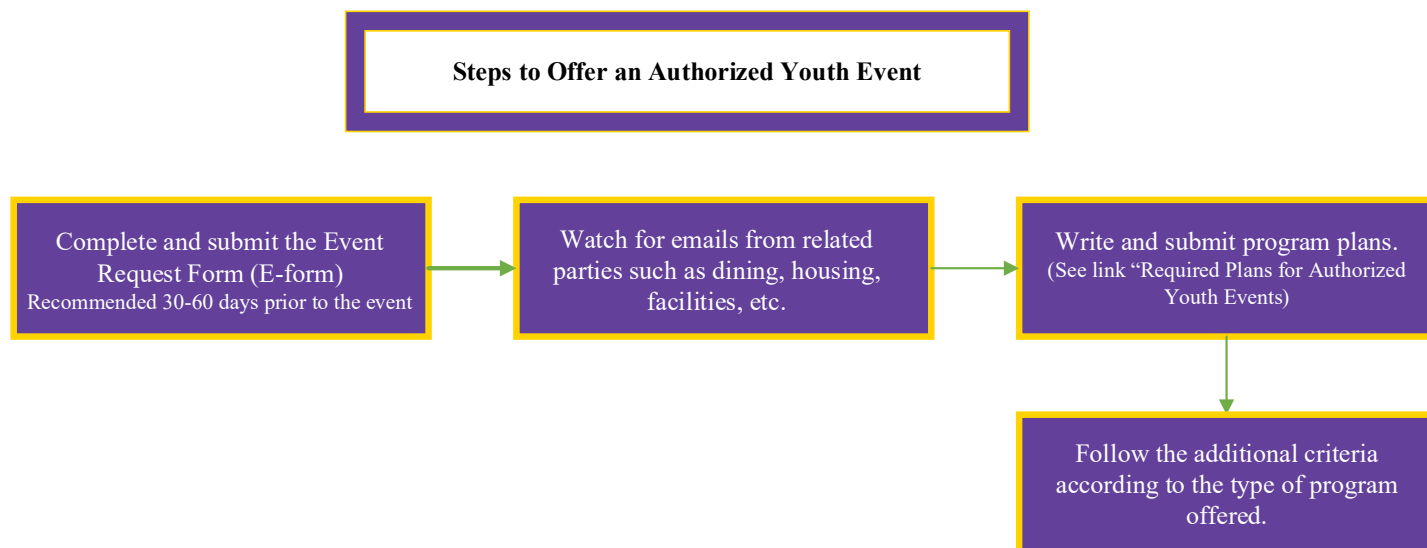 Steps to Offer an Authorized Youth Event
Complete and submit the Event
Request Form (E-form)
Recommended 30-60 days prior to the event
Watch for emails from related
parties such as dining, housing,
facilities, etc.
Write and submit program plans.
(See link “Required Plans for Authorized
Youth Events)
Follow the additional criteria
according to the type of program
offered.